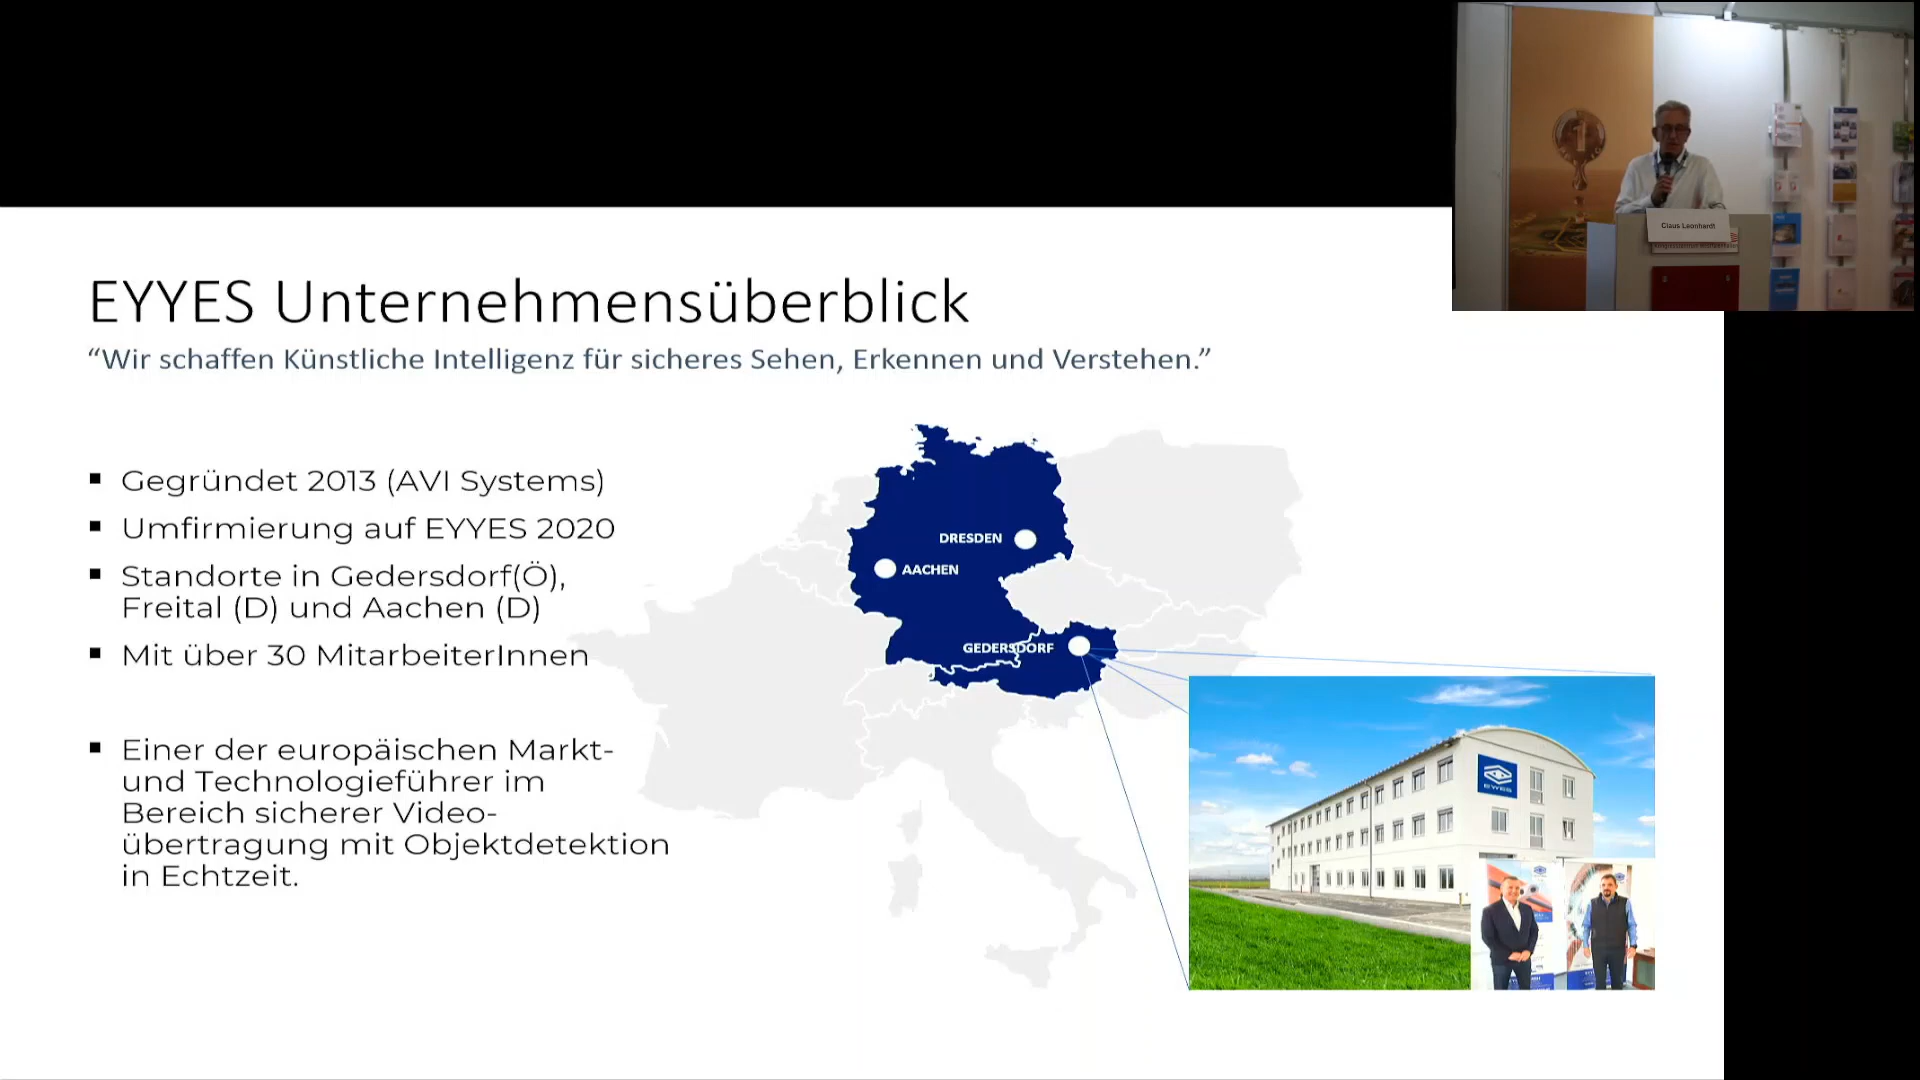 Claus Leonhardt
EYYES Unternehmensüberblick
“Wir schaffen Künstliche Intelligenz für sicheres Sehen, Erkennen und Verstehen.”
▪ Gegründet 2013 (AVI Systems)
▪ Umfirmierung auf EYYES 2020
▪ Standorte in Gedersdorf(Ö),
Freital (D) und Aachen (D)
▪ Mit über 30 MitarbeiterInnen
▪ Einer der europäischen Markt-
und Technologieführer im
Bereich sicherer Video-
übertragung mit Objektdetektion
in Echtzeit.
DRESDEN
AACHEN
GEDERSDORF
EYYES